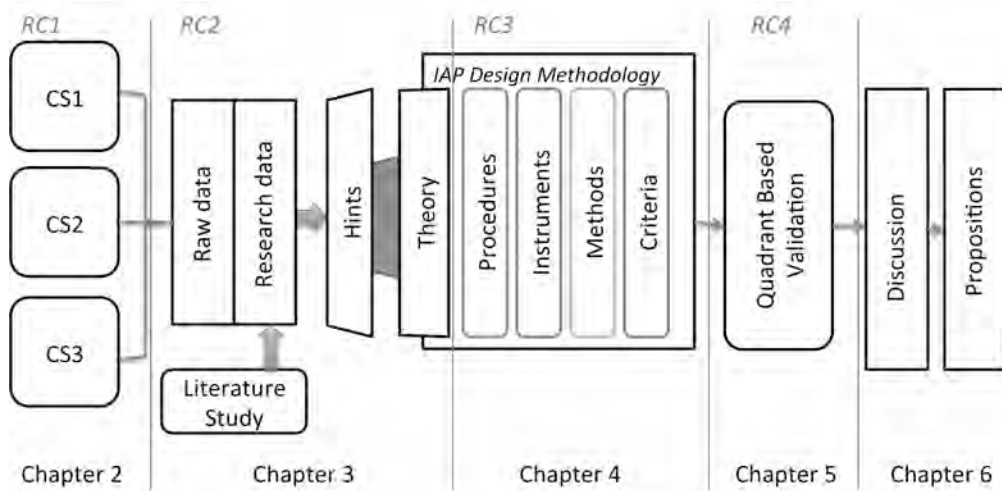 RC1
RC2
RC3
RC4
CS1
CS2
CS3
Raw data
Research data
Literature
Study
Hints
Theory
IAP Design Methodology
Procedures
Instruments
Methods
Criteria
Quadrant Based
Validation
Discussion
Propositions
Chapter 2
Chapter 3
Chapter 4
Chapter 5
Chapter 6